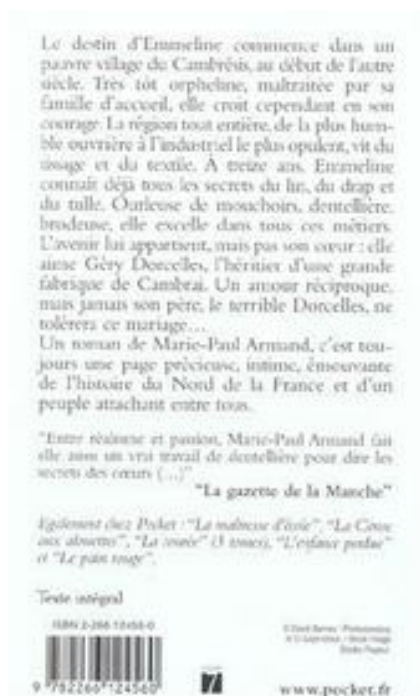 Le destin d'Emmeline commence dans un
pauvre village du Cambrésis, au début de l'autre
siècle. Très tôt orpheline, maltraitée par sa
famille d'accueil, elle croit cependant en son
courage. La région tout entière, de la plus hum-
ble ouvrière à l'industriel le plus opulent, vit du
tissage et du textile. À treize ans, Emmeline
connaît déjà tous les secrets du lin, du drap et
du tulle. Ourleuse de mouchoirs, dentellière,
brodeuse, elle excelle dans tous ces métiers.
L'avenir lui appartient, mais pas son cœur : elle
aime Géry Dorcelles, l'héritier d'une grande
fabrique de Cambrai. Un amour réciproque,
mais jamais son père, le terrible Dorcelles, ne
tolérera ce mariage…
Un roman de Marie-Paul Armand, c'est tou-
jours une page précieuse, intime, émouvante
de l'histoire du Nord de la France et d'un
peuple attachant entre tous.
"Entre réalisme et passion, Marie-Paul Armand fait
elle aussi un vrai travail de dentellière pour dire les
secrets des cœurs (…)"
"La gazette de la Manche"
Également chez Pocket : "La maîtresse d'école", "La Cense
aux alouettes", "La courée" (3 tomes), "L'enfance perdue"
et "Le pain rouge".
Texte intégral
ISBN 2-266-12456-0
9 782266 124560
www.pocket.fr